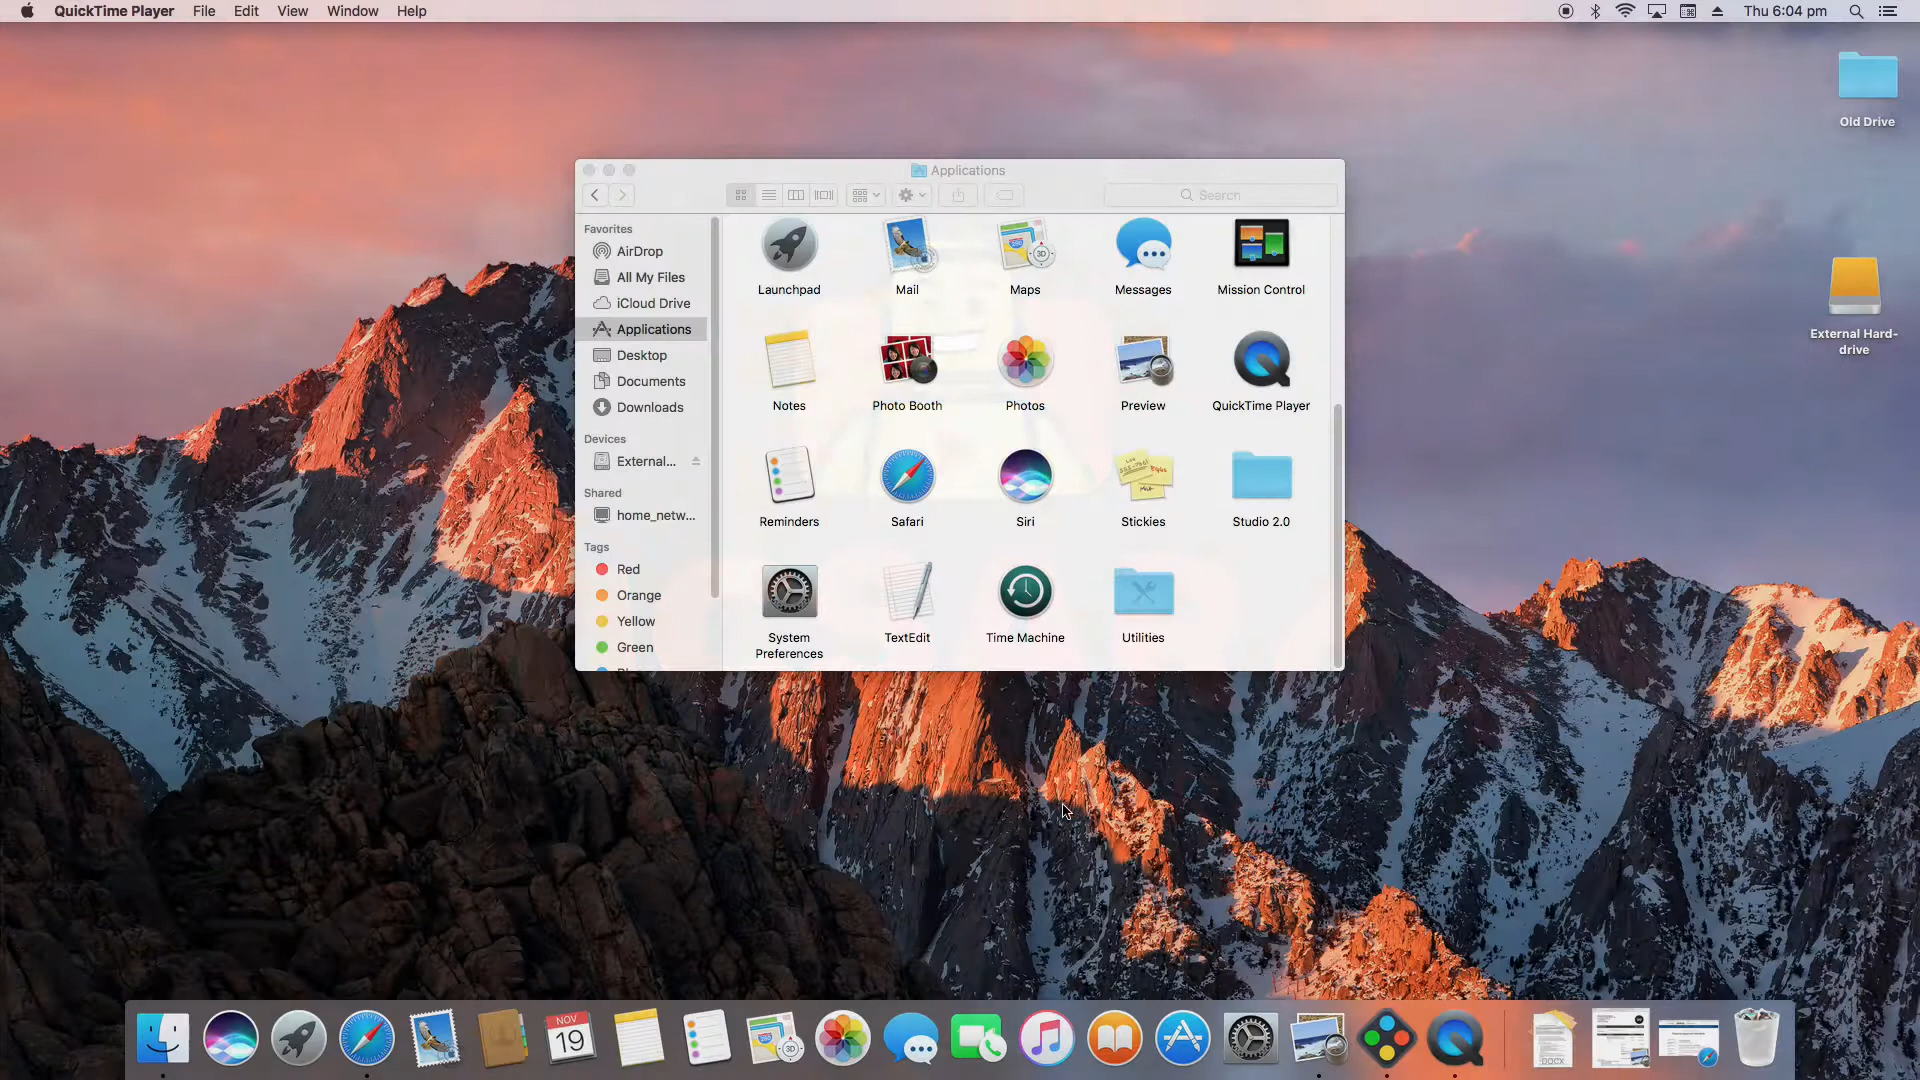 QuickTime Player File Edit View Window Help
Thu 6:04 pm
Old Drive
External Hard-
drive
Applications
Search
Favorites
AirDrop
All My Files
iCloud Drive
Applications
Desktop
Documents
Downloads
Devices
External...
Shared
home_netw...
Tags
Red
Orange
Yellow
Green
Launchpad Mail Maps Messages Mission Control
Notes Photo Booth Photos Preview QuickTime Player
Reminders Safari Siri Stickies Studio 2.0
System
Preferences
TextEdit Time Machine Utilities
NOV
19
3D
DOCX